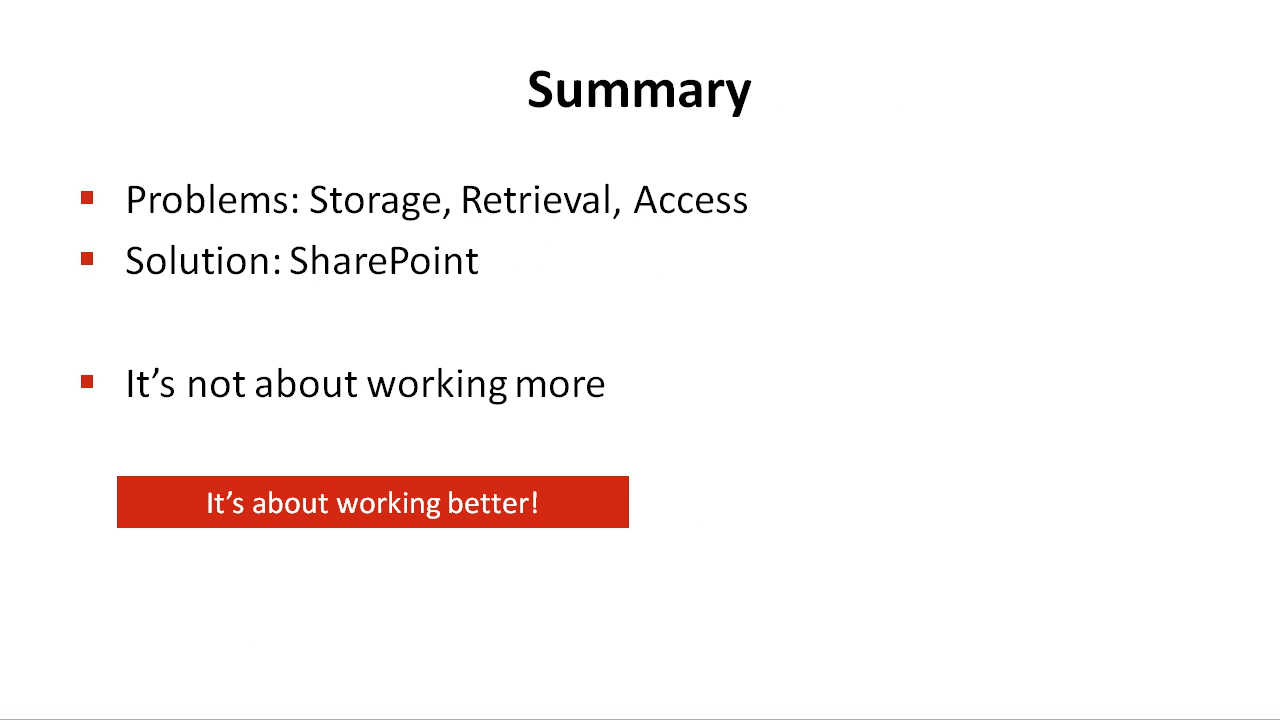 Summary
Problems: Storage, Retrieval, Access
Solution: SharePoint
It’s not about working more
It’s about working better!